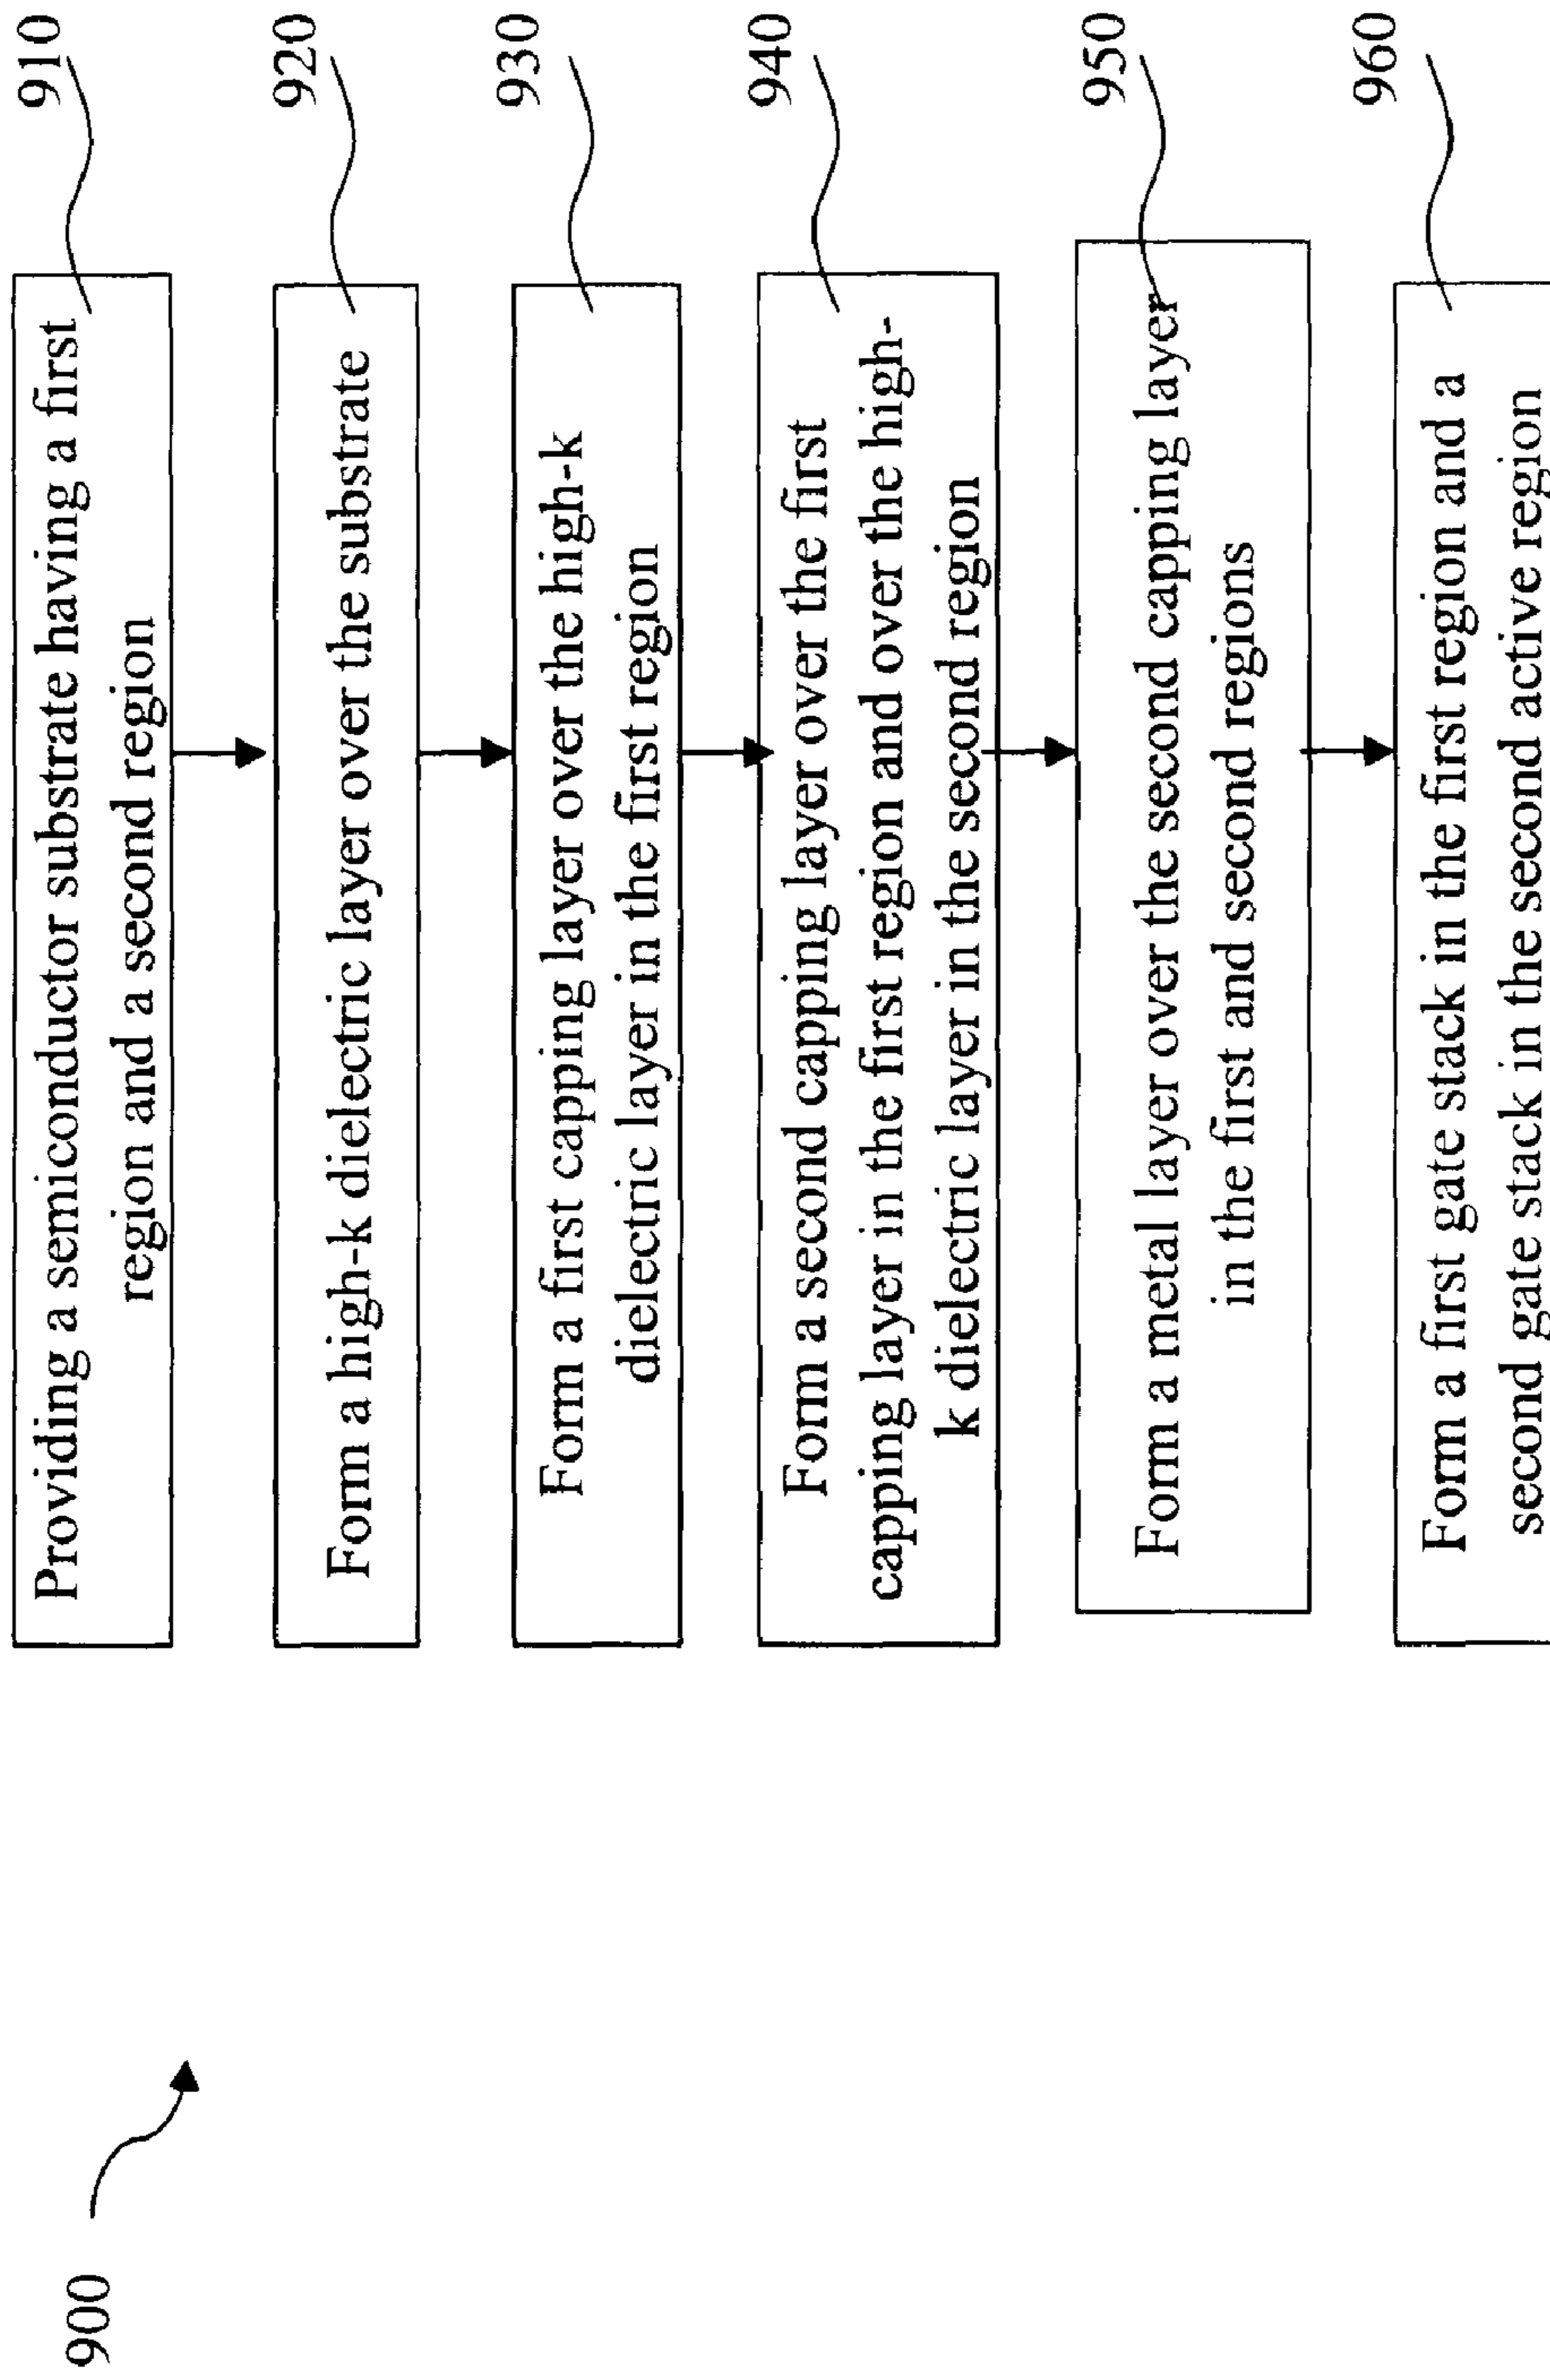 900
910
Providing a semiconductor substrate having a first
region and a second region
920
Form a high-k dielectric layer over the substrate
930
Form a first capping layer over the high-k
dielectric layer in the first region
940
Form a second capping layer over the first
capping layer in the first region and over the high-
k dielectric layer in the second region
950
Form a metal layer over the second capping layer
in the first and second regions
960
Form a first gate stack in the first region and a
second gate stack in the second active region